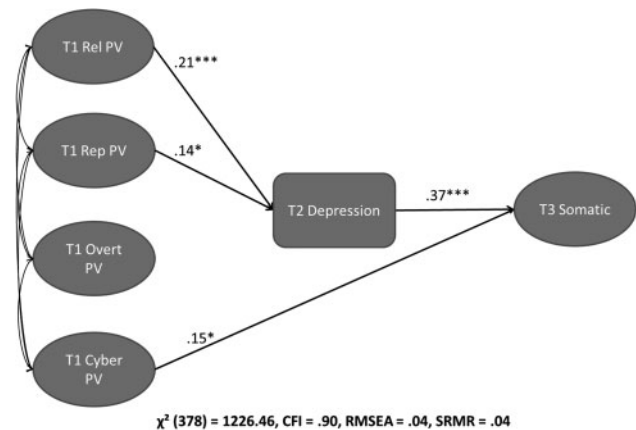 T1 Rel PV
.21***
T1 Rep PV
.14*
T2 Depression
.37***
T3 Somatic
T1 Overt
PV
.15*
T1 Cyber
PV
χ² (378) = 1226.46, CFI = .90, RMSEA = .04, SRMR = .04